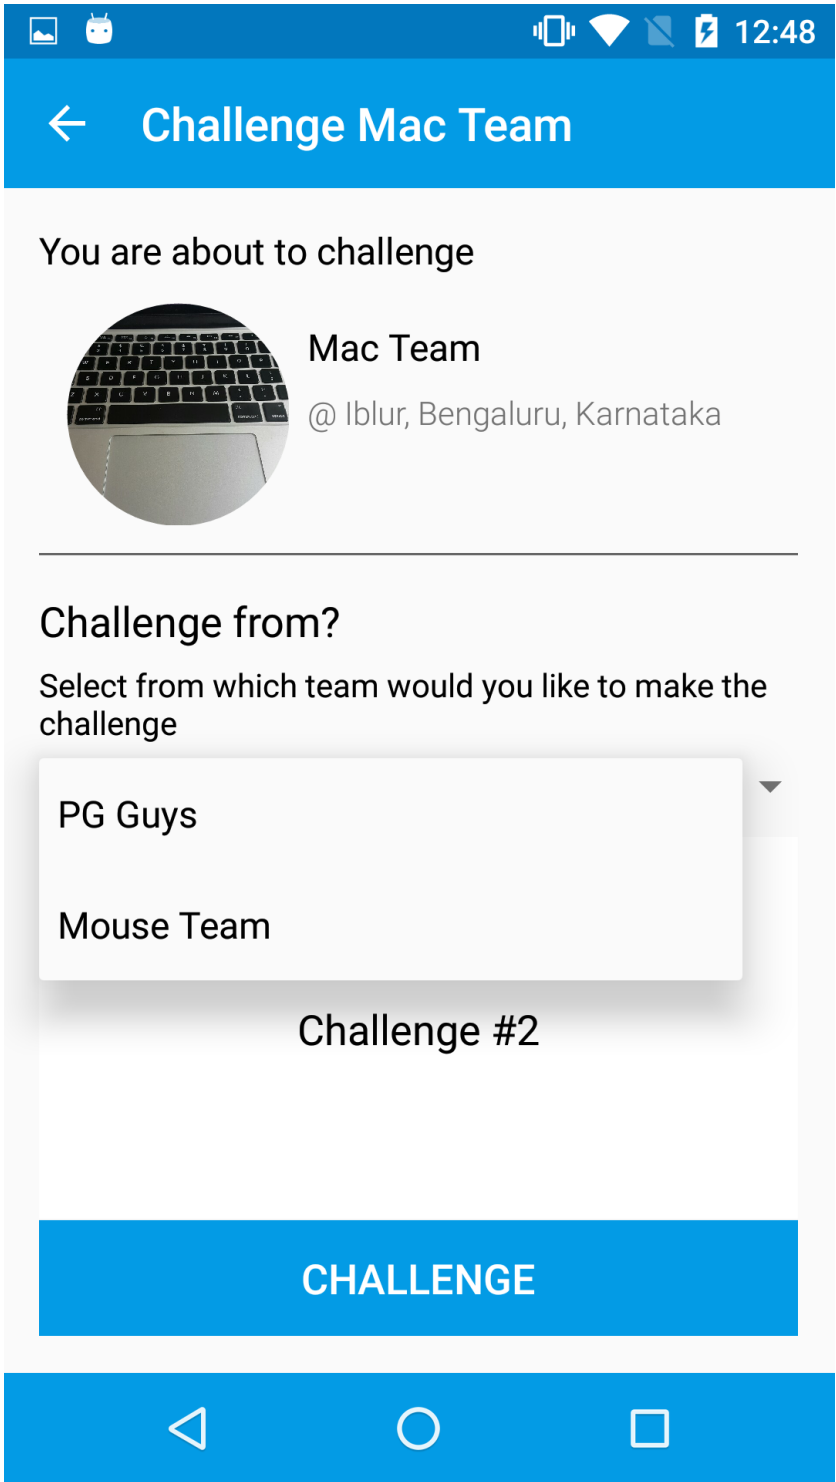 12:48
Challenge Mac Team
You are about to challenge
Mac Team
@ Iblur, Bengaluru, Karnataka
Challenge from?
Select from which team would you like to make the
challenge
PG Guys
Mouse Team
Challenge #2
CHALLENGE